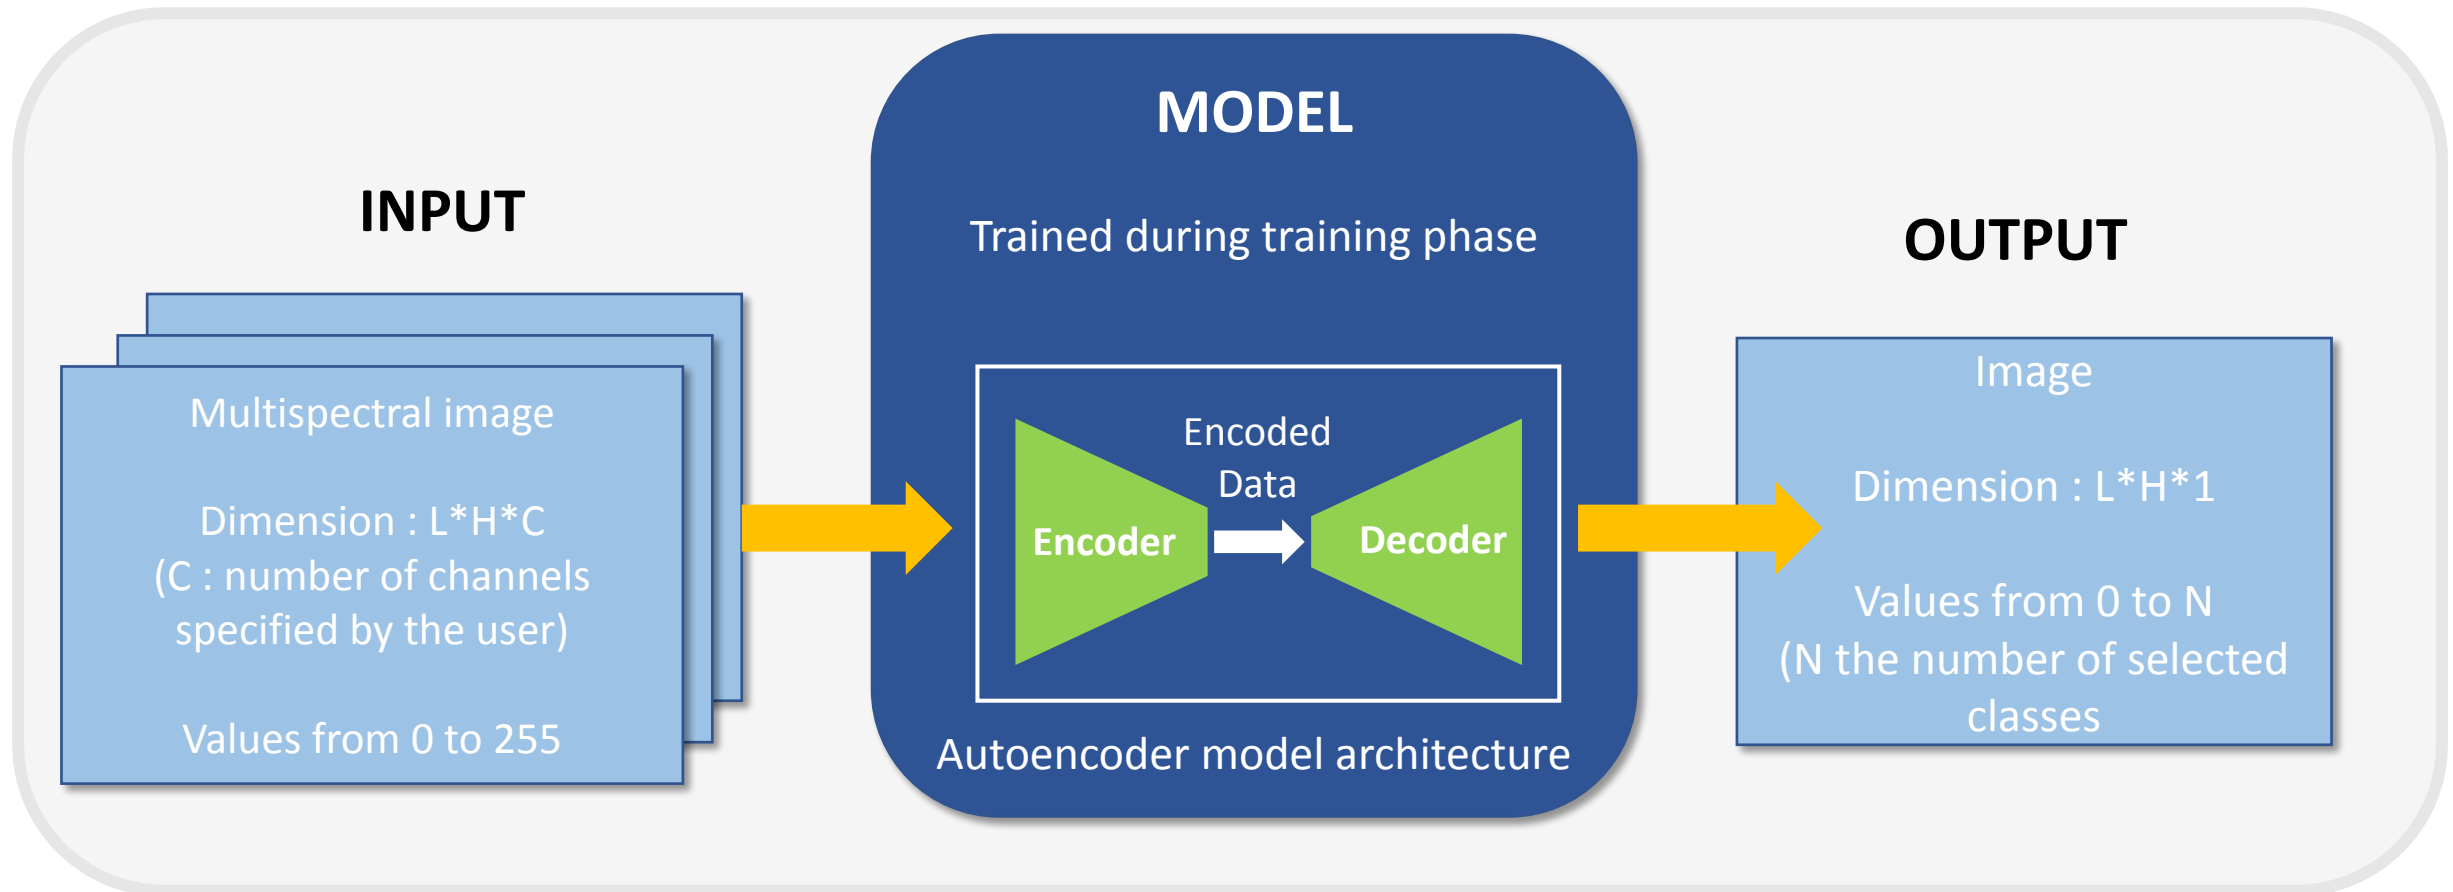 INPUT
Multispectral image
Dimension : L*H*C
(C : number of channels
specified by the user)
Values from 0 to 255
MODEL
Trained during training phase
Encoded
Data
Encoder
Decoder
Autoencoder model architecture
OUTPUT
Image
Dimension : L*H*1
Values from 0 to N
(N the number of selected
classes